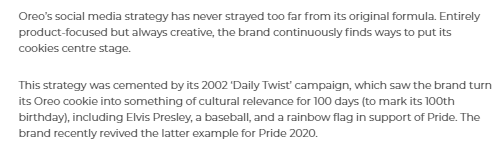 Oreo's social media strategy has never strayed too far from its original formula. Entirely
product-focused but always creative, the brand continuously finds ways to put its
cookies centre stage.
This strategy was cemented by its 2002 'Daily Twist' campaign, which saw the brand turn
its Oreo cookie into something of cultural relevance for 100 days (to mark its 100th
birthday), including Elvis Presley, a baseball, and a rainbow flag in support of Pride. The
brand recently revived the latter example for Pride 2020.